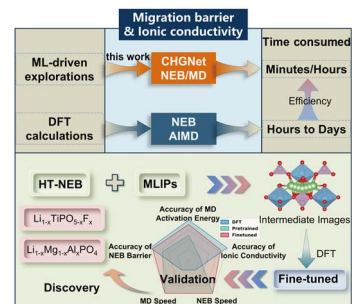 Migration barrier
& Ionic conductivity
ML-driven
explorations
this work
CHGNet
NEB/MD
Time consumed
Minutes/Hours
Efficiency
DFT
calculations
NEB
AIMD
Hours to Days
HT-NEB
MLIPs
Intermediate Images
Li1-xTiPO5-xFx
Li1-xMg1-xAlxPO4
Accuracy of MD
Activation Energy
DFT
Pretrained
Finetuned
Accuracy of
NEB Barrier
Accuracy of
Ionic Conductivity
Validation
MD Speed
NEB Speed
DFT
Fine-tuned
Discovery